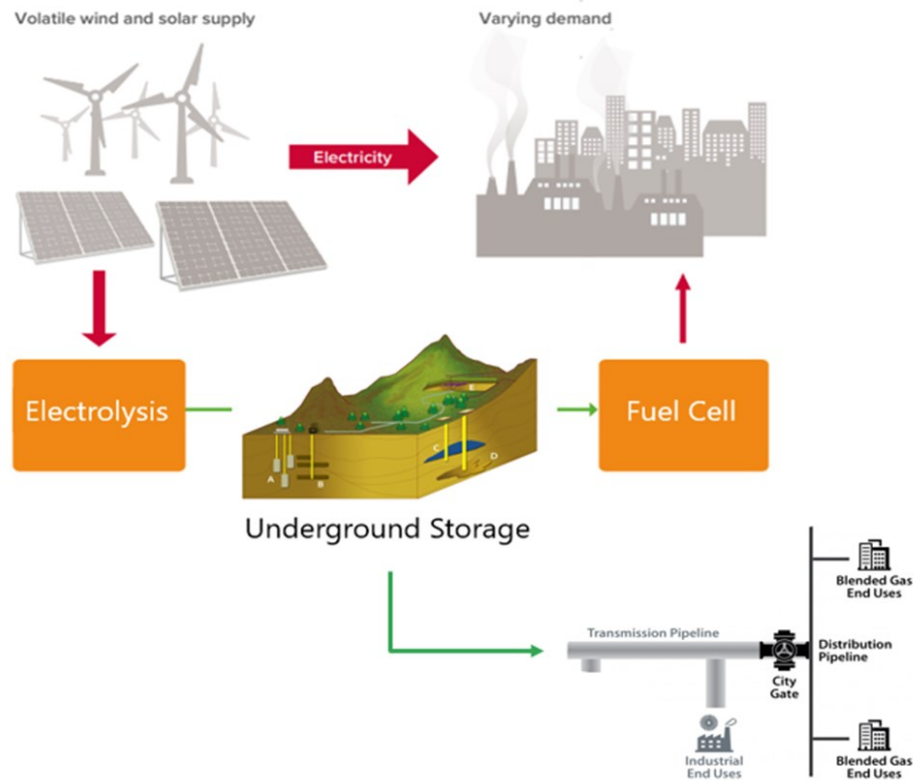 Volatile wind and solar supply
Varying demand
Electricity
Electrolysis
Fuel Cell
A
B
C
D
E
Underground Storage
Transmission Pipeline
City
Gate
Distribution
Pipeline
Blended Gas
End Uses
Industrial
End Uses
Blended Gas
End Uses